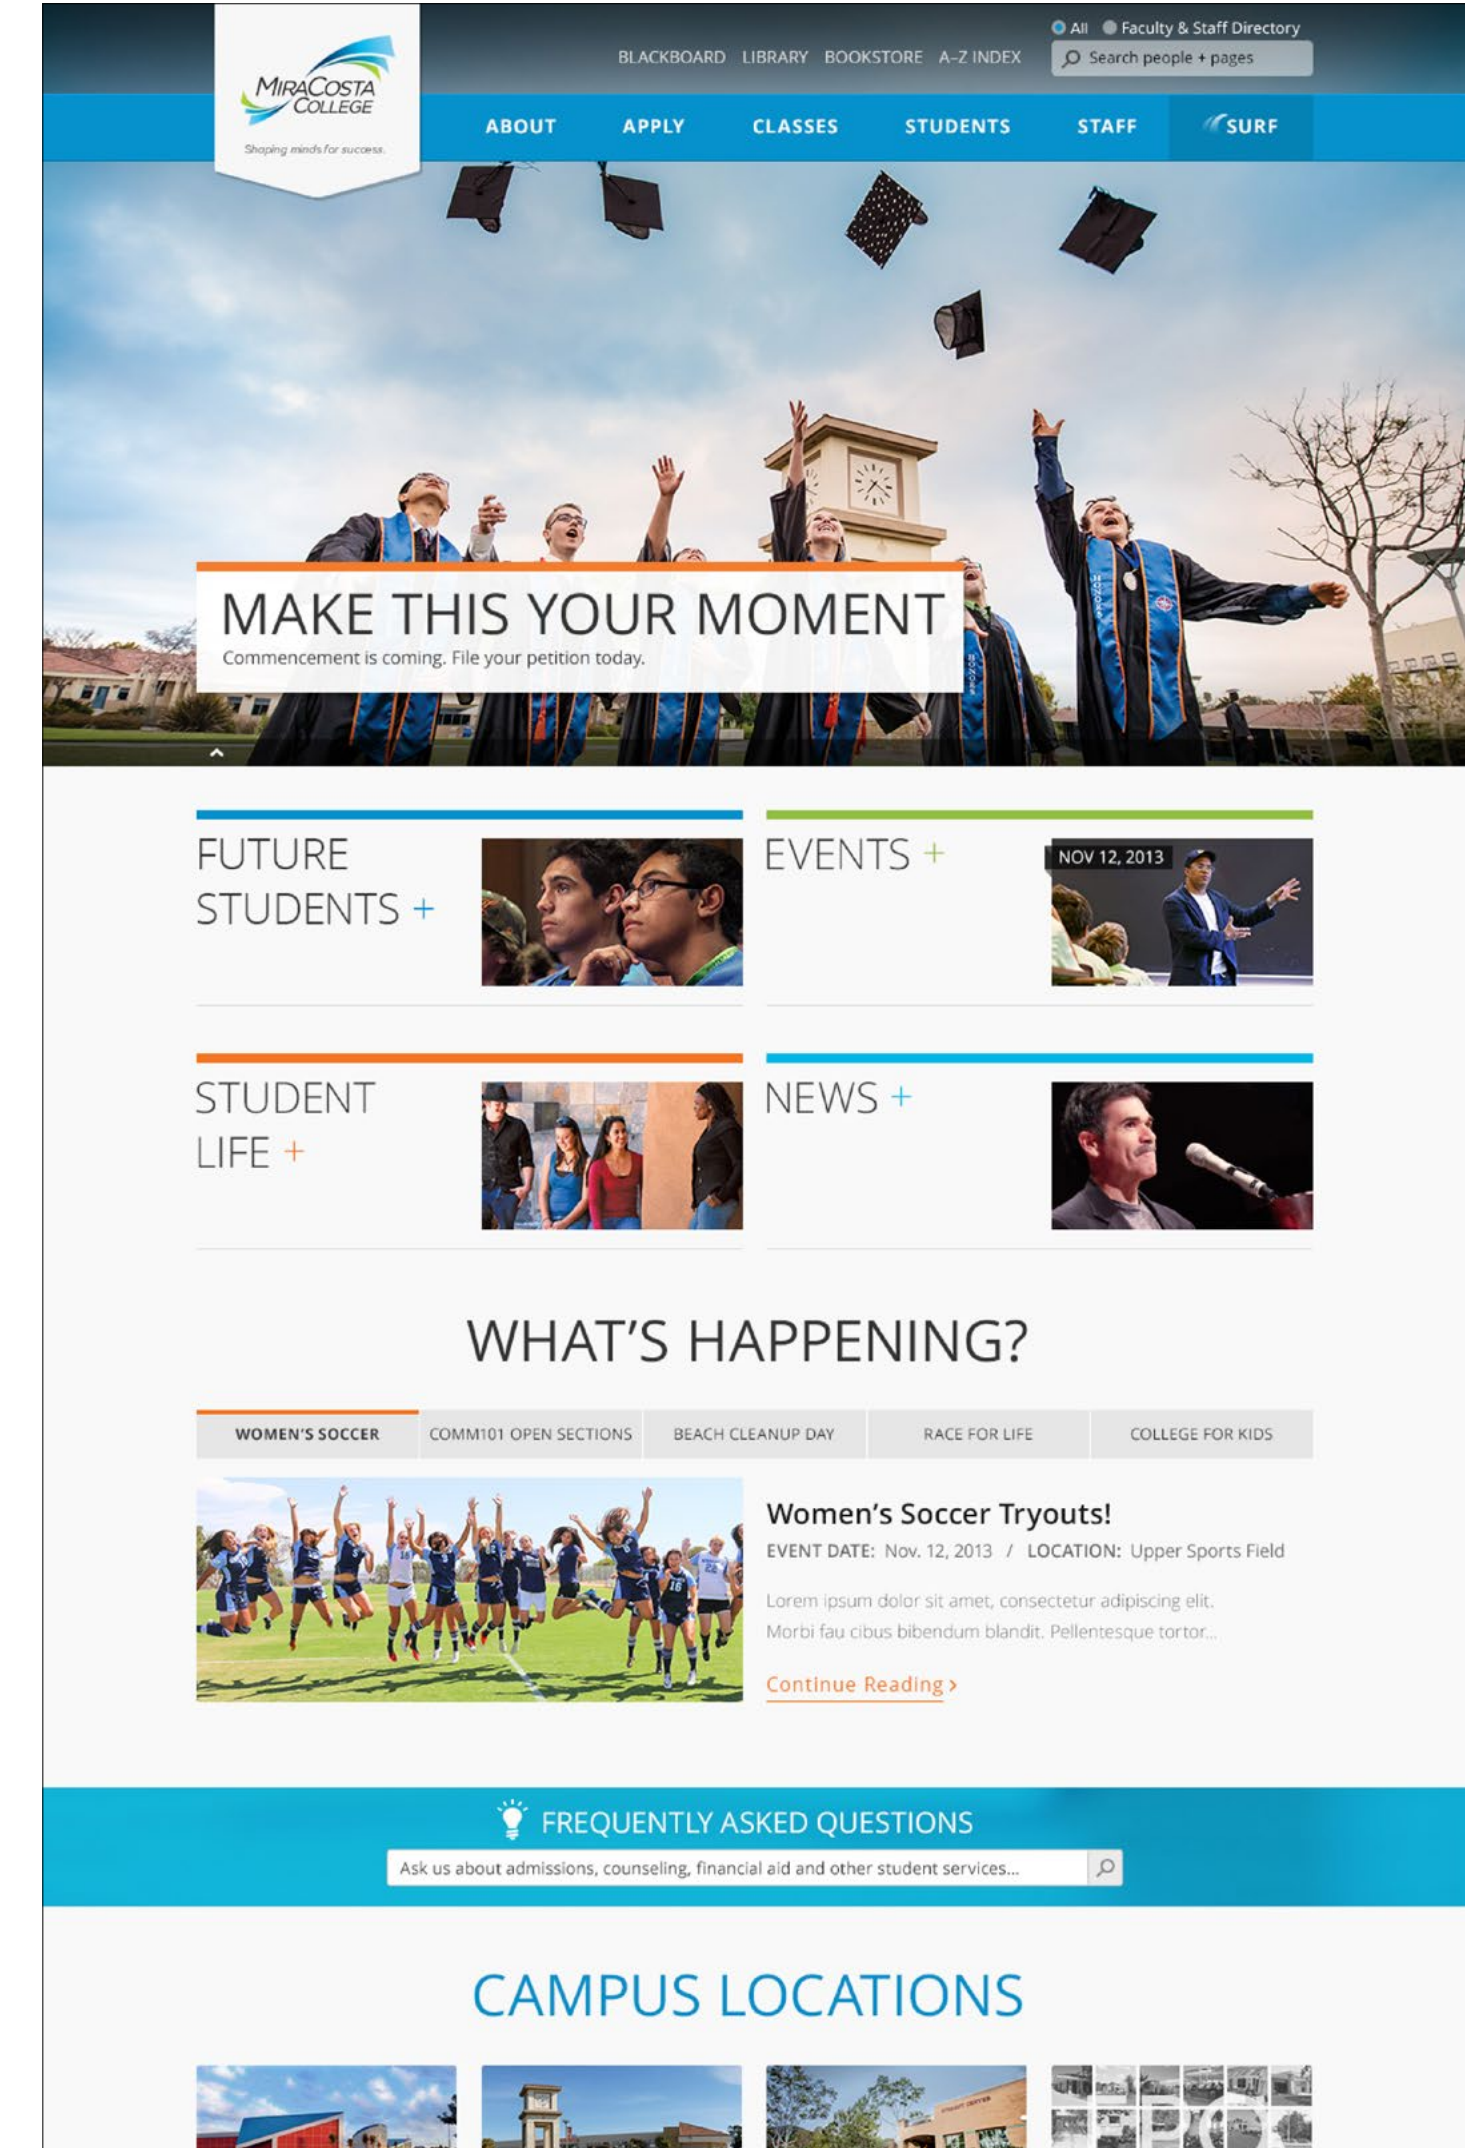 All Faculty & Staff Directory
BLACKBOARD LIBRARY BOOKSTORE A-Z INDEX
Search people + pages
MIRACOSTA
COLLEGE
Shaping minds for success.
ABOUT APPLY CLASSES STUDENTS STAFF SURF
HONORS
HONORS
MAKE THIS YOUR MOMENT
Commencement is coming. File your petition today.
FUTURE
STUDENTS +
EVENTS +
NOV 12, 2013
STUDENT
LIFE +
NEWS +
WHAT'S HAPPENING?
WOMEN'S SOCCER COMM101 OPEN SECTIONS BEACH CLEANUP DAY RACE FOR LIFE COLLEGE FOR KIDS
Women's Soccer Tryouts!
EVENT DATE: Nov. 12, 2013 / LOCATION: Upper Sports Field
Lorem ipsum dolor sit amet, consectetur adipiscing elit.
Morbi fau cibus bibendum blandit. Pellentesque tortor...
Continue Reading >
FREQUENTLY ASKED QUESTIONS
Ask us about admissions, counseling, financial aid and other student services...
CAMPUS LOCATIONS
FPO